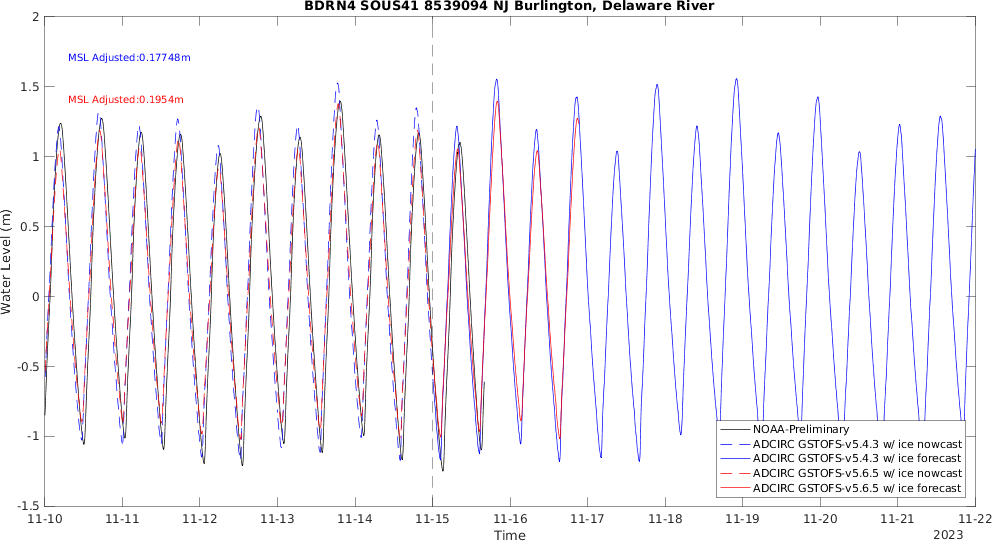 BDRN4 SOUS41 8539094 NJ Burlington, Delaware River
2
MSL Adjusted:0.17748m
1.5
MSL Adjusted:0.1954m
1
0.5
0
-0.5
-1
-1.5
Water Level (m)
NOAA-Preliminary
ADCIRC GSTOFS-v5.4.3 w/ ice nowcast
ADCIRC GSTOFS-v5.4.3 w/ ice forecast
ADCIRC GSTOFS-v5.6.5 w/ ice nowcast
ADCIRC GSTOFS-v5.6.5 w/ ice forecast
11-10 11-11 11-12 11-13 11-14 11-15 11-16 11-17 11-18 11-19 11-20 11-21 11-22
Time
2023